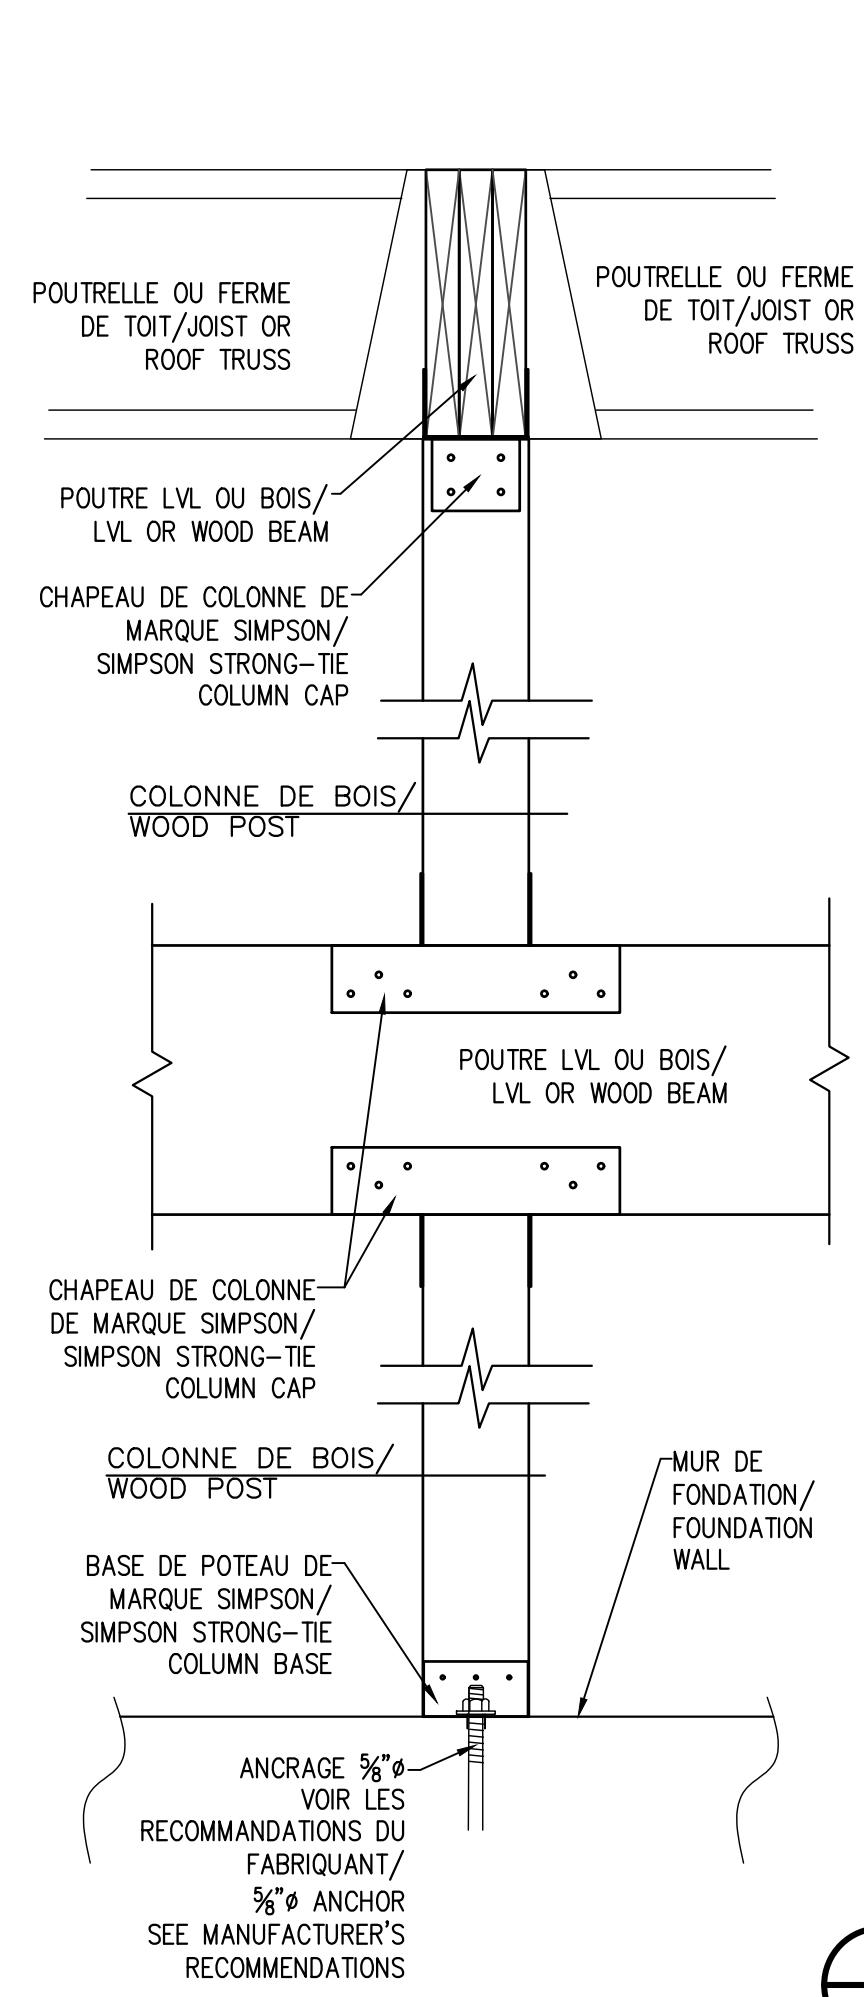 POUTRELLE OU FERME
DE TOIT/JOIST OR
ROOF TRUSS
POUTRELLE OU FERME
DE TOIT/JOIST OR
ROOF TRUSS
POUTRE LVL OU BOIS/
LVL OR WOOD BEAM
CHAPEAU DE COLONNE DE
MARQUE SIMPSON/
SIMPSON STRONG-TIE
COLUMN CAP
COLONNE DE BOIS/
WOOD POST
POUTRE LVL OU BOIS/
LVL OR WOOD BEAM
CHAPEAU DE COLONNE
DE MARQUE SIMPSON/
SIMPSON STRONG-TIE
COLUMN CAP
COLONNE DE BOIS/
WOOD POST
MUR DE
FONDATION/
FOUNDATION
WALL
BASE DE POTEAU DE
MARQUE SIMPSON/
SIMPSON STRONG-TIE
COLUMN BASE
ANCRAGE 5/8"ø
VOIR LES
RECOMMANDATIONS DU
FABRIQUANT/
5/8"ø ANCHOR
SEE MANUFACTURER'S
RECOMMENDATIONS